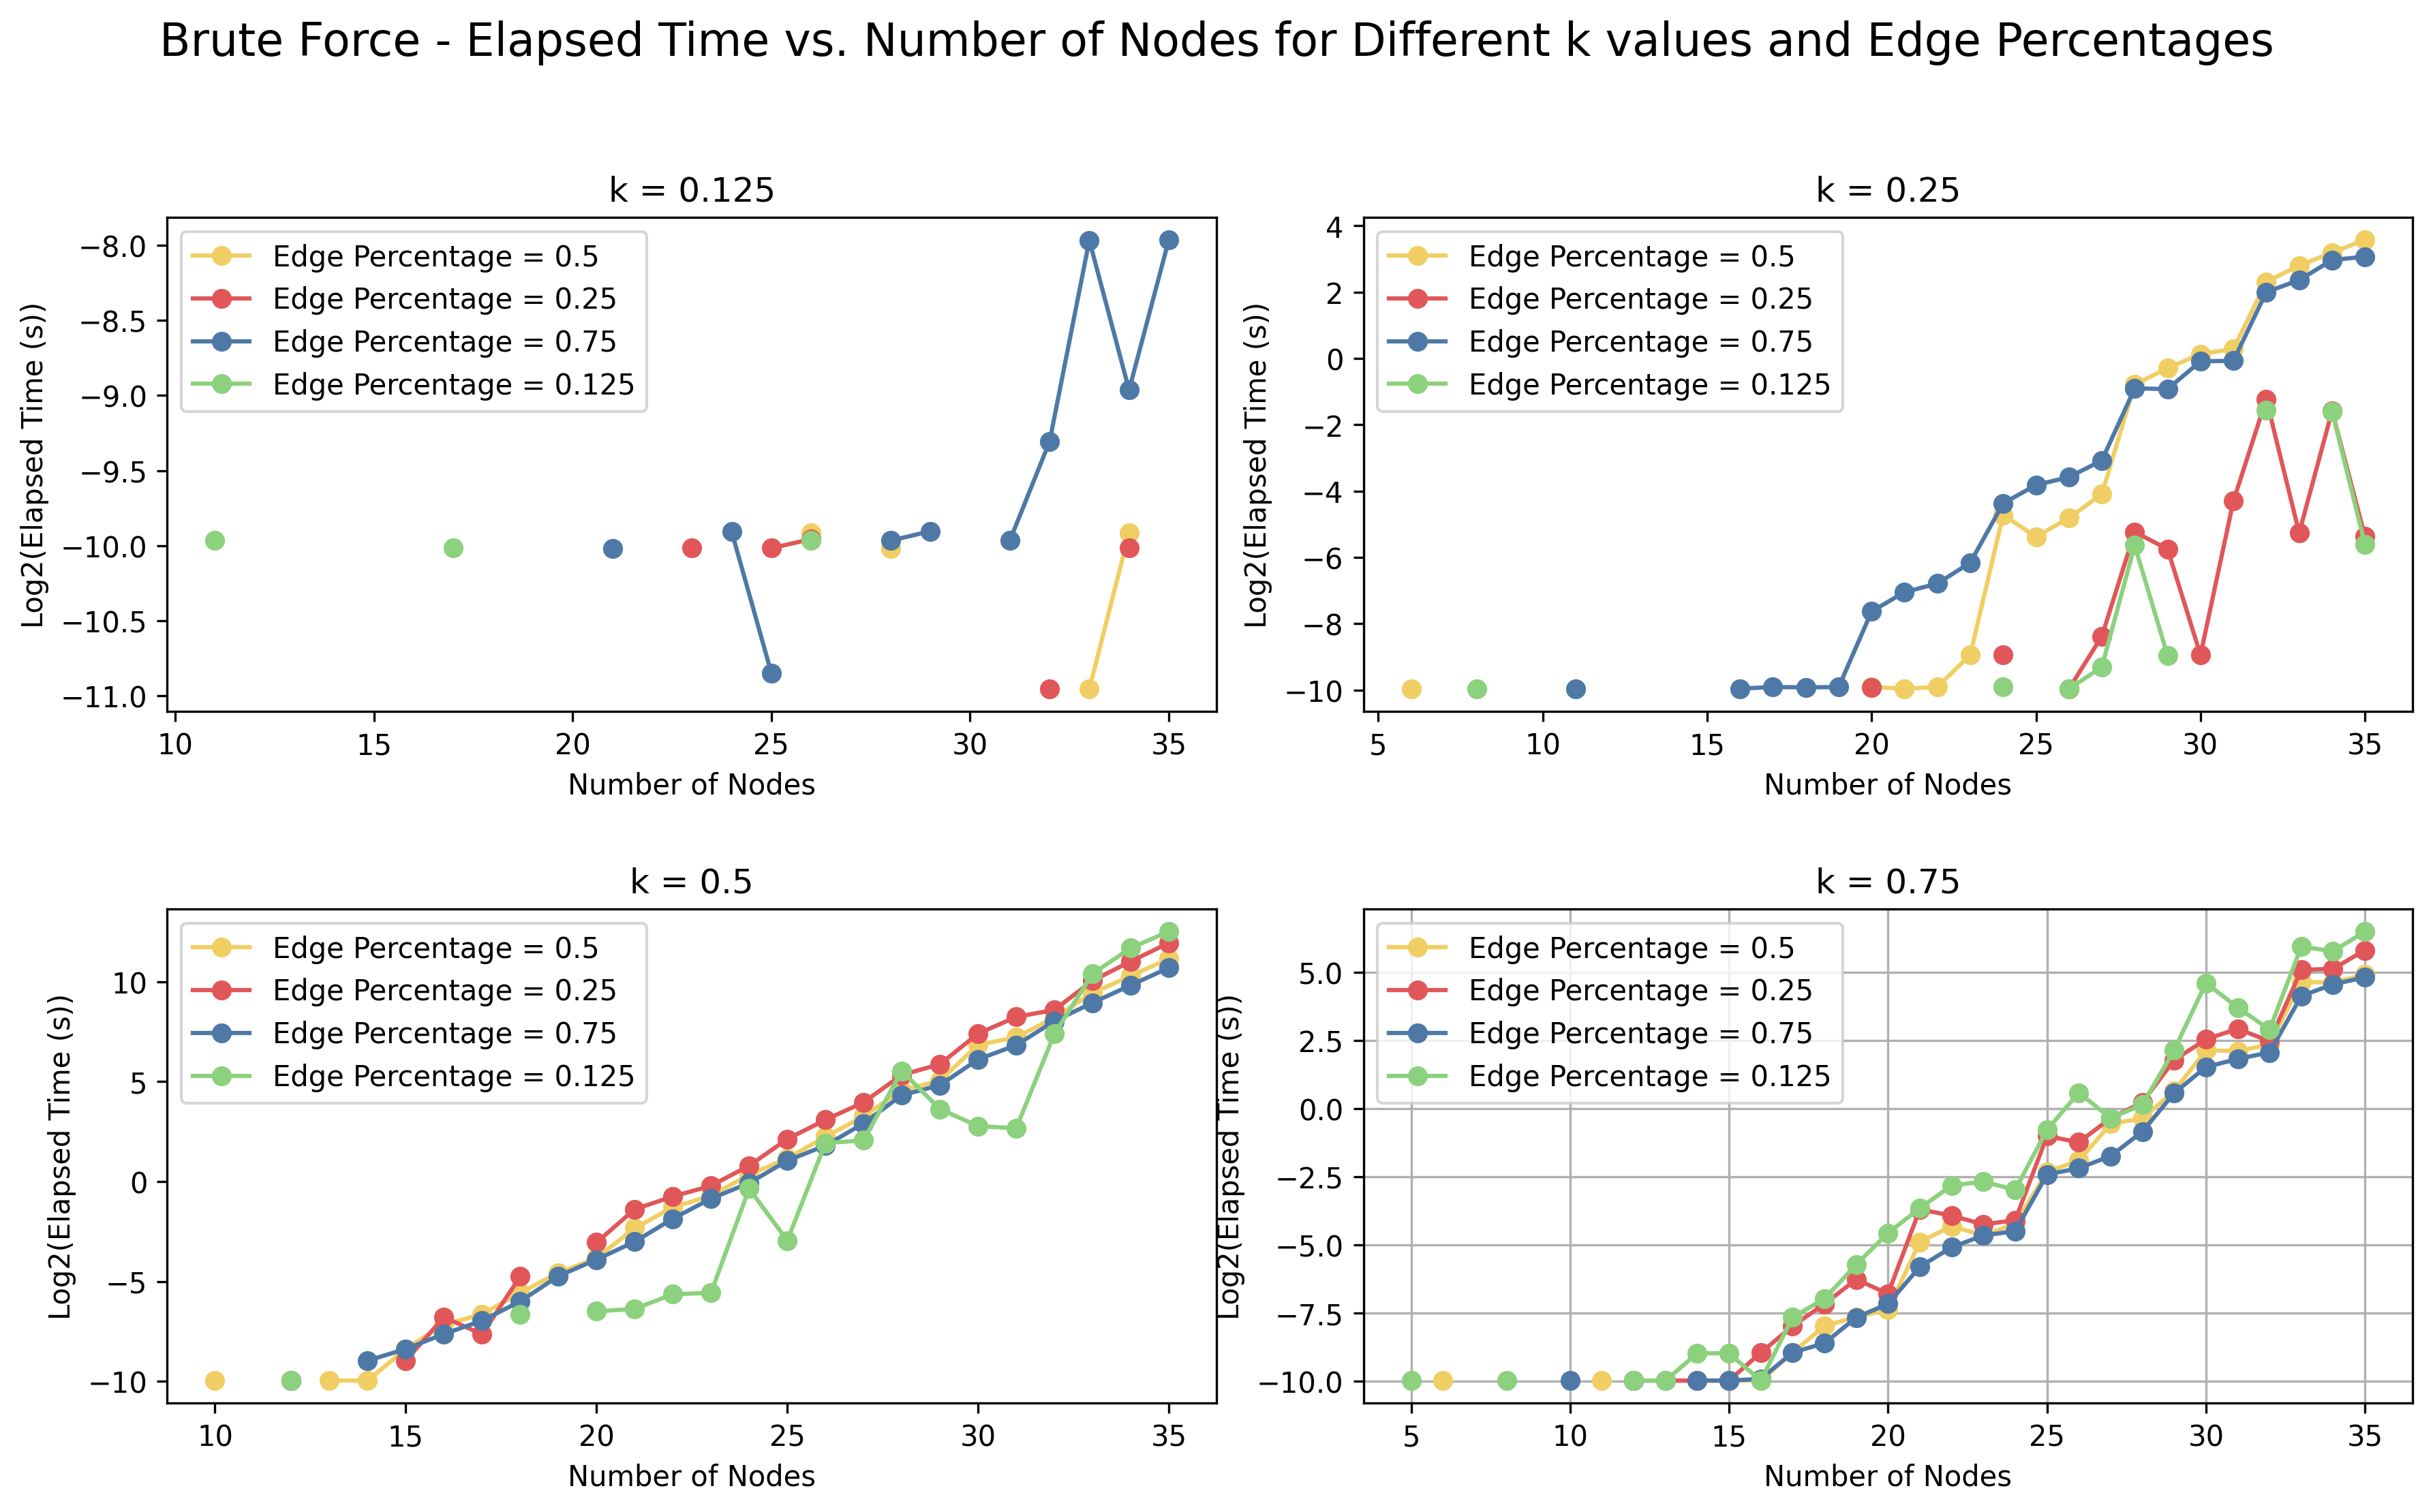 Brute Force - Elapsed Time vs. Number of Nodes for Different k values and Edge Percentages
k = 0.125
Log2(Elapsed Time (s))
−8.0
−8.5
−9.0
−9.5
−10.0
−10.5
−11.0
Edge Percentage = 0.5
Edge Percentage = 0.25
Edge Percentage = 0.75
Edge Percentage = 0.125
10 15 20 25 30 35
Number of Nodes
k = 0.25
Log2(Elapsed Time (s))
4
2
0
−2
−4
−6
−8
−10
Edge Percentage = 0.5
Edge Percentage = 0.25
Edge Percentage = 0.75
Edge Percentage = 0.125
5 10 15 20 25 30 35
Number of Nodes
k = 0.5
Log2(Elapsed Time (s))
10
5
0
−5
−10
Edge Percentage = 0.5
Edge Percentage = 0.25
Edge Percentage = 0.75
Edge Percentage = 0.125
10 15 20 25 30 35
Number of Nodes
k = 0.75
Log2(Elapsed Time (s))
5.0
2.5
0.0
−2.5
−5.0
−7.5
−10.0
Edge Percentage = 0.5
Edge Percentage = 0.25
Edge Percentage = 0.75
Edge Percentage = 0.125
5 10 15 20 25 30 35
Number of Nodes